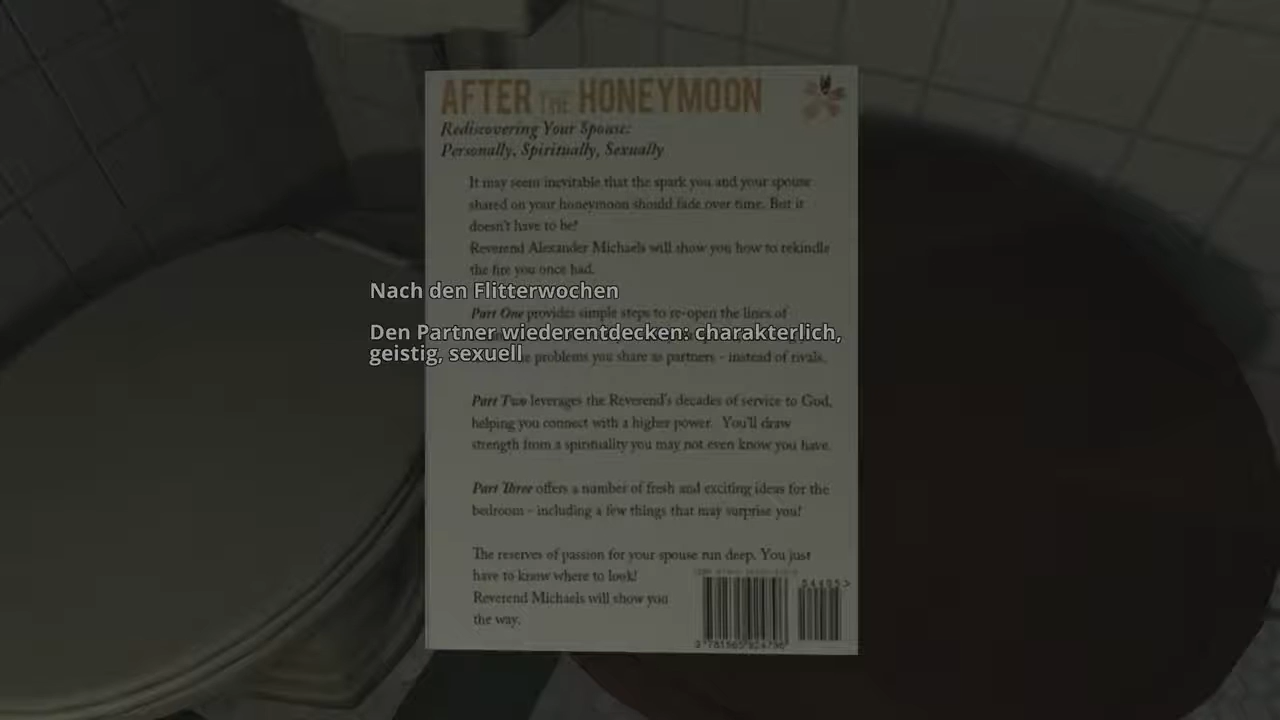 AFTER THE HONEYMOON
Rediscovering Your Spouse:
Personally, Spiritually, Sexually
It may seem inevitable that the spark you and your spouse
shared on your honeymoon should fade over time. But it
doesn't have to be!
Reverend Alexander Michaels will show you how to rekindle
the fire you once had.
Nach den Flitterwochen
Part One provides simple steps to re-open the lines of
Den Partner wiederentdecken: charakterlich,
geistig, sexuell
problems you share as partners - instead of rivals.
Part Two leverages the Reverend's decades of service to God,
helping you connect with a higher power. You'll draw
strength from a spirituality you may not even know you have.
Part Three offers a number of fresh and exciting ideas for the
bedroom - including a few things that may surprise you!
The reserves of passion for your spouse run deep. You just
have to know where to look!
Reverend Michaels will show you
the way.